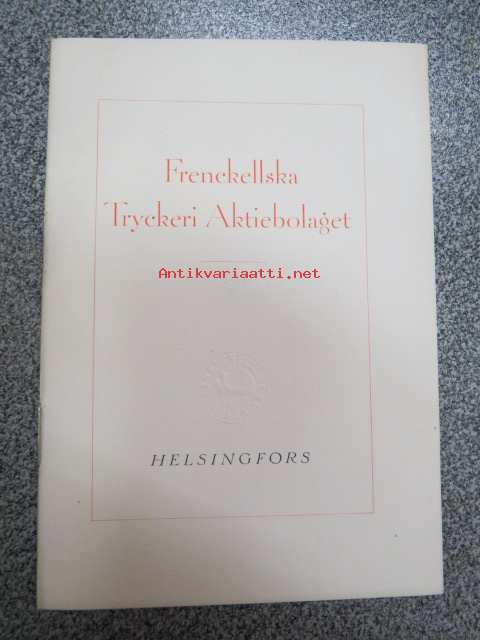 Frenckellska
Tryckeri Aktiebolaget
Antikvariaatti.net
HELSINGFORS